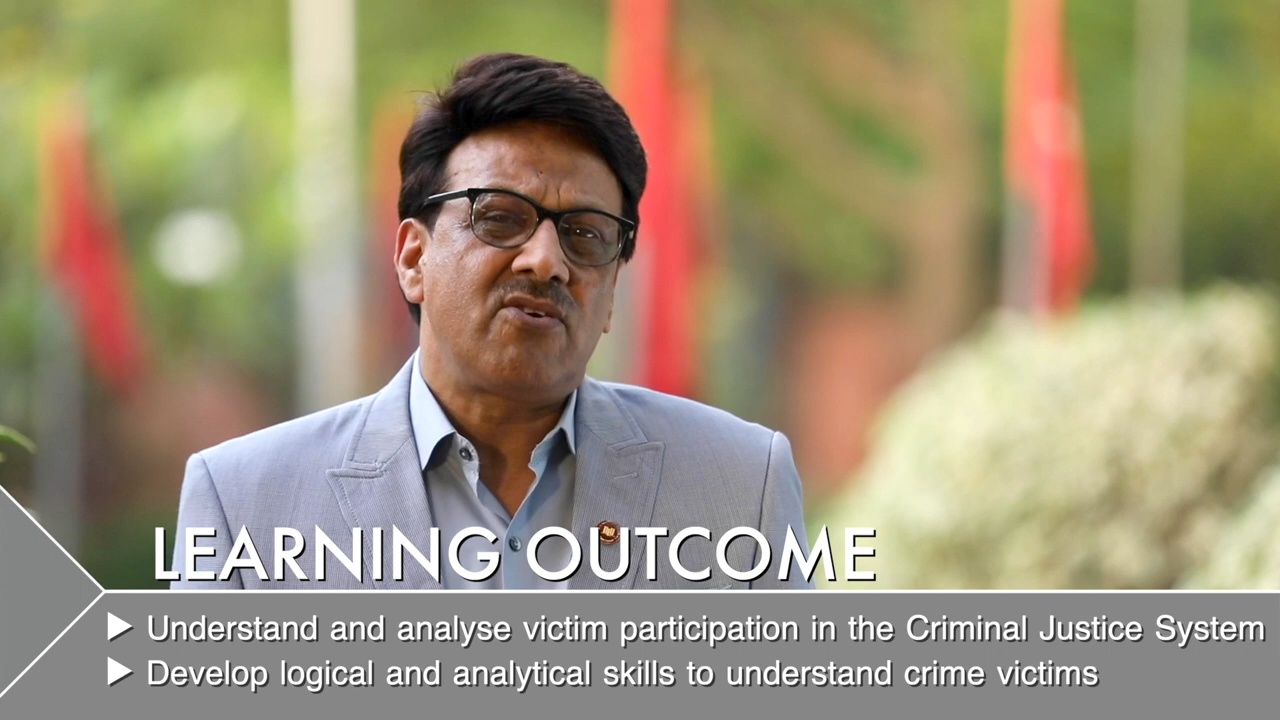 LEARNING OUTCOME
Understand and analyse victim participation in the Criminal Justice System
Develop logical and analytical skills to understand crime victims